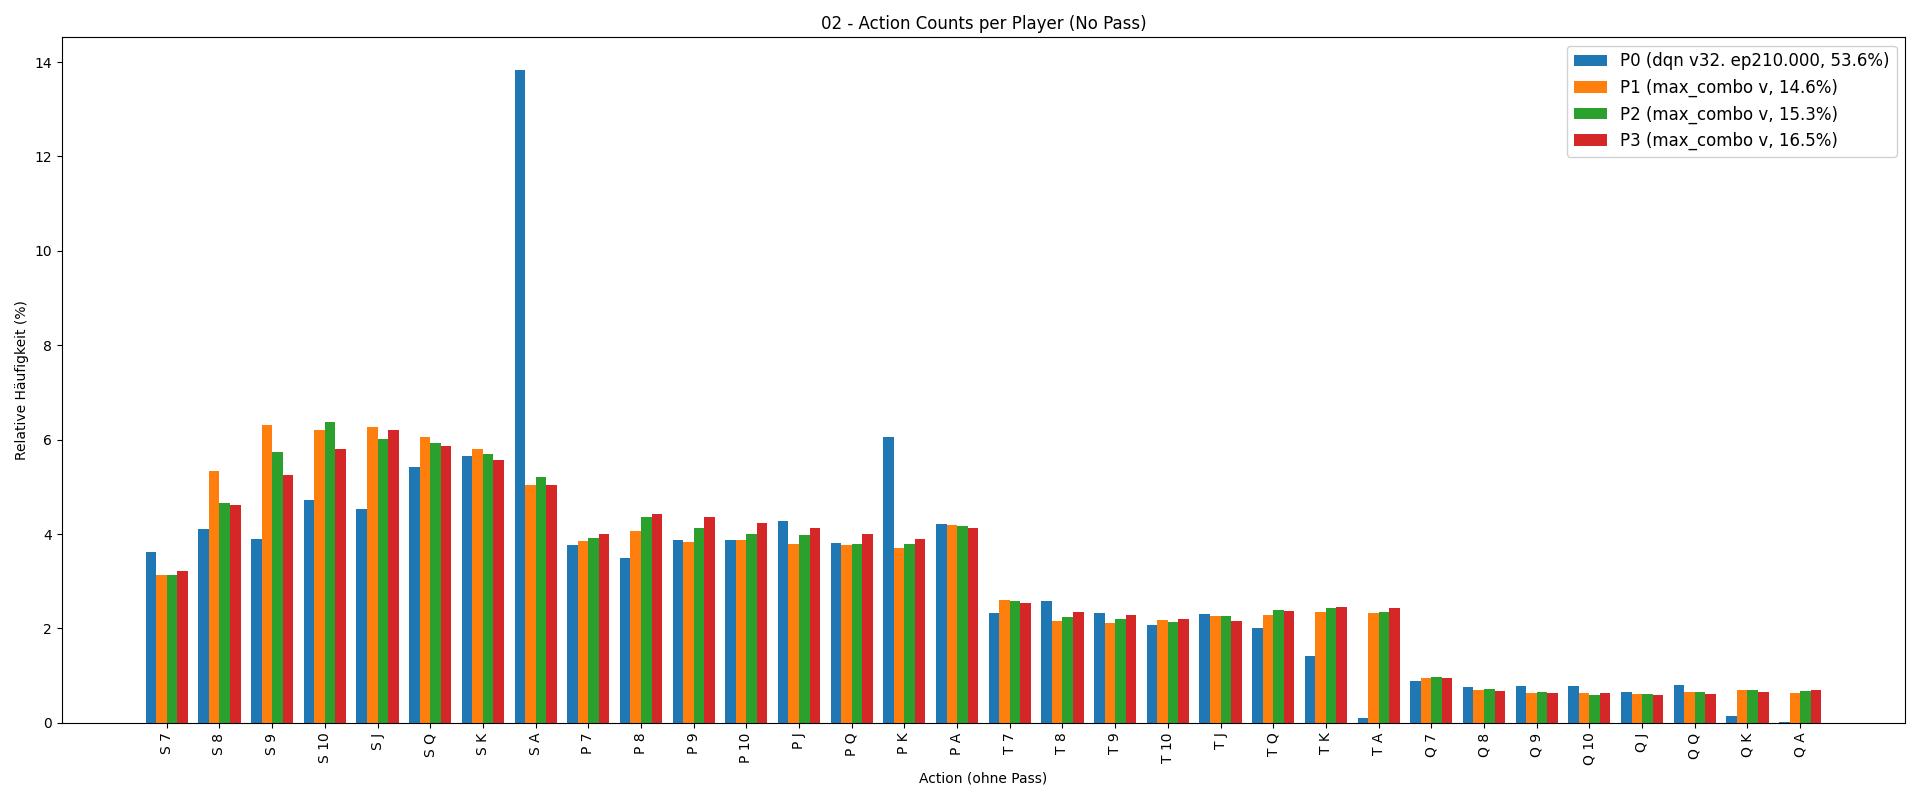 02 - Action Counts per Player (No Pass)
P0 (dqn v32. ep210.000, 53.6%)
P1 (max_combo v, 14.6%)
P2 (max_combo v, 15.3%)
P3 (max_combo v, 16.5%)
Relative Häufigkeit (%)
14
12
10
8
6
4
2
0
S 7
S 8
S 9
S 10
S J
S Q
S K
S A
P 7
P 8
P 9
P 10
P J
P Q
P K
P A
T 7
T 8
T 9
T 10
T J
T Q
T K
T A
Q 7
Q 8
Q 9
Q 10
Q J
Q Q
Q K
Q A
Action (ohne Pass)